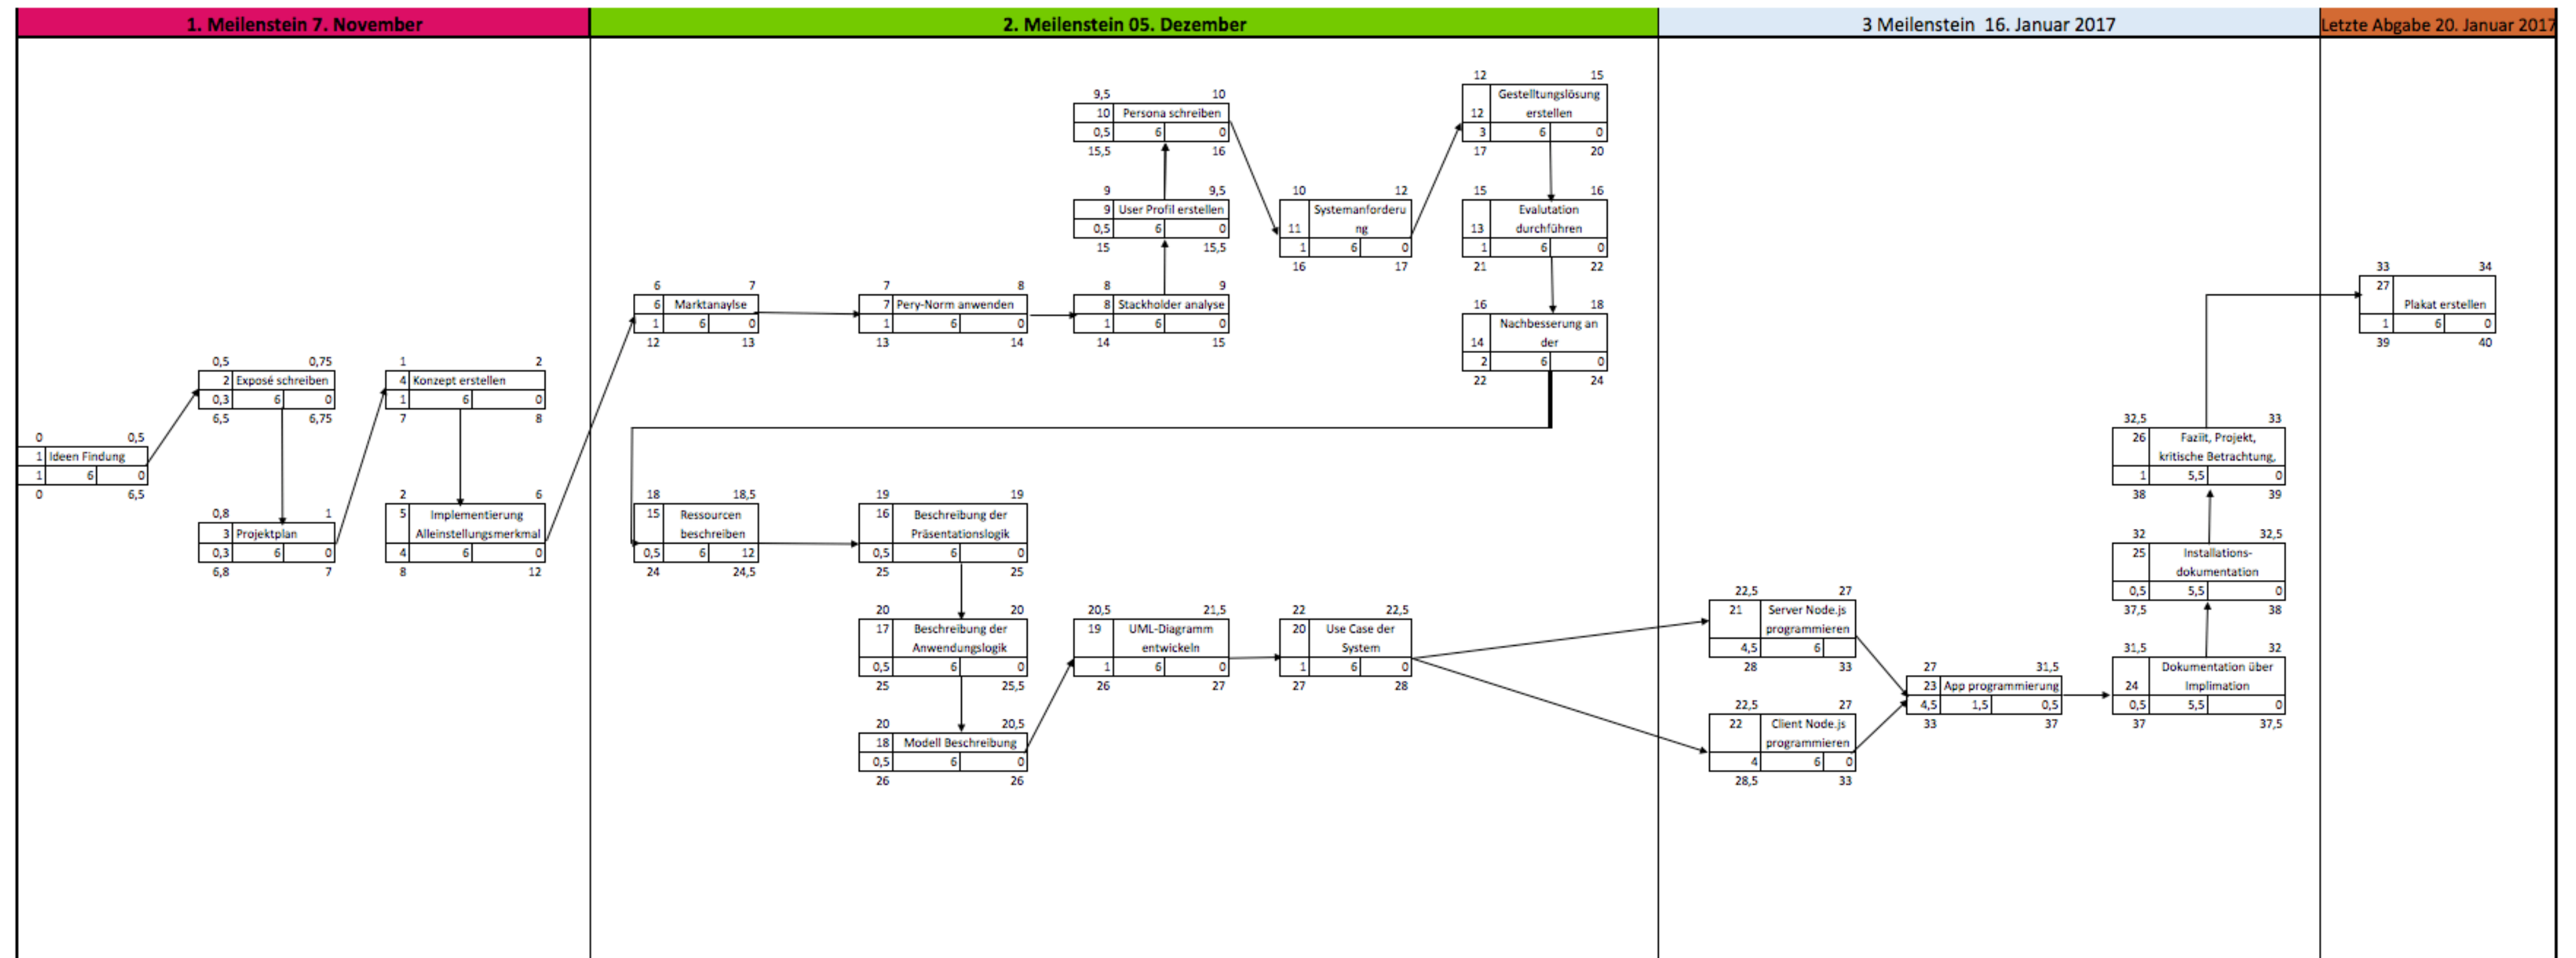 1. Meilenstein 7. November
2. Meilenstein 05. Dezember
3 Meilenstein 16. Januar 2017
Letzte Abgabe 20. Januar 2017
0 0,5
1 Ideen Findung
1 6 0
0 6,5
0,5 0,75
2 Exposé schreiben
0,3 6 0
6,5 6,75
0,8 1
3 Projektplan
0,3 6 0
6,8 7
1 2
4 Konzept erstellen
1 6 0
7 8
2 6
5 Implementierung
Alleinstellungsmerkmal
4 6 0
8 12
6 7
6 Marktanaylse
1 6 0
12 13
7 8
7 Pery-Norm anwenden
1 6 0
13 14
8 9
8 Stackholder analyse
1 6 0
14 15
9 9,5
9 User Profil erstellen
0,5 6 0
15 15,5
9,5 10
10 Persona schreiben
0,5 6 0
15,5 16
10 12
Systemanforderu
11 ng
1 6 0
16 17
12 15
Gestelltungslösung
12 erstellen
3 6 0
17 20
15 16
Evalutation
13 durchführen
1 6 0
21 22
16 18
Nachbesserung an
14 der
2 6 0
22 24
18 18,5
15 Ressourcen
beschreiben
0,5 6 12
24 24,5
19 19
16 Beschreibung der
Präsentationslogik
0,5 6 0
25 25
20 20
17 Beschreibung der
Anwendungslogik
0,5 6 0
25 25,5
20 20,5
18 Modell Beschreibung
0,5 6 0
26 26
20,5 21,5
19 UML-Diagramm
entwickeln
1 6 0
26 27
22 22,5
20 Use Case der
System
1 6 0
27 28
22,5 27
21 Server Node.js
programmieren
4,5 6
28 33
22,5 27
22 Client Node.js
programmieren
4 6 0
28,5 33
27 31,5
23 App programmierung
4,5 1,5 0,5
33 37
31,5 32
Dokumentation über
24 Implimation
0,5 5,5 0
37 37,5
32 32,5
25 Installations-
dokumentation
0,5 5,5 0
37,5 38
32,5 33
26 Faziit, Projekt,
kritische Betrachtung,
1 5,5 0
38 39
33 34
27
Plakat erstellen
1 6 0
39 40